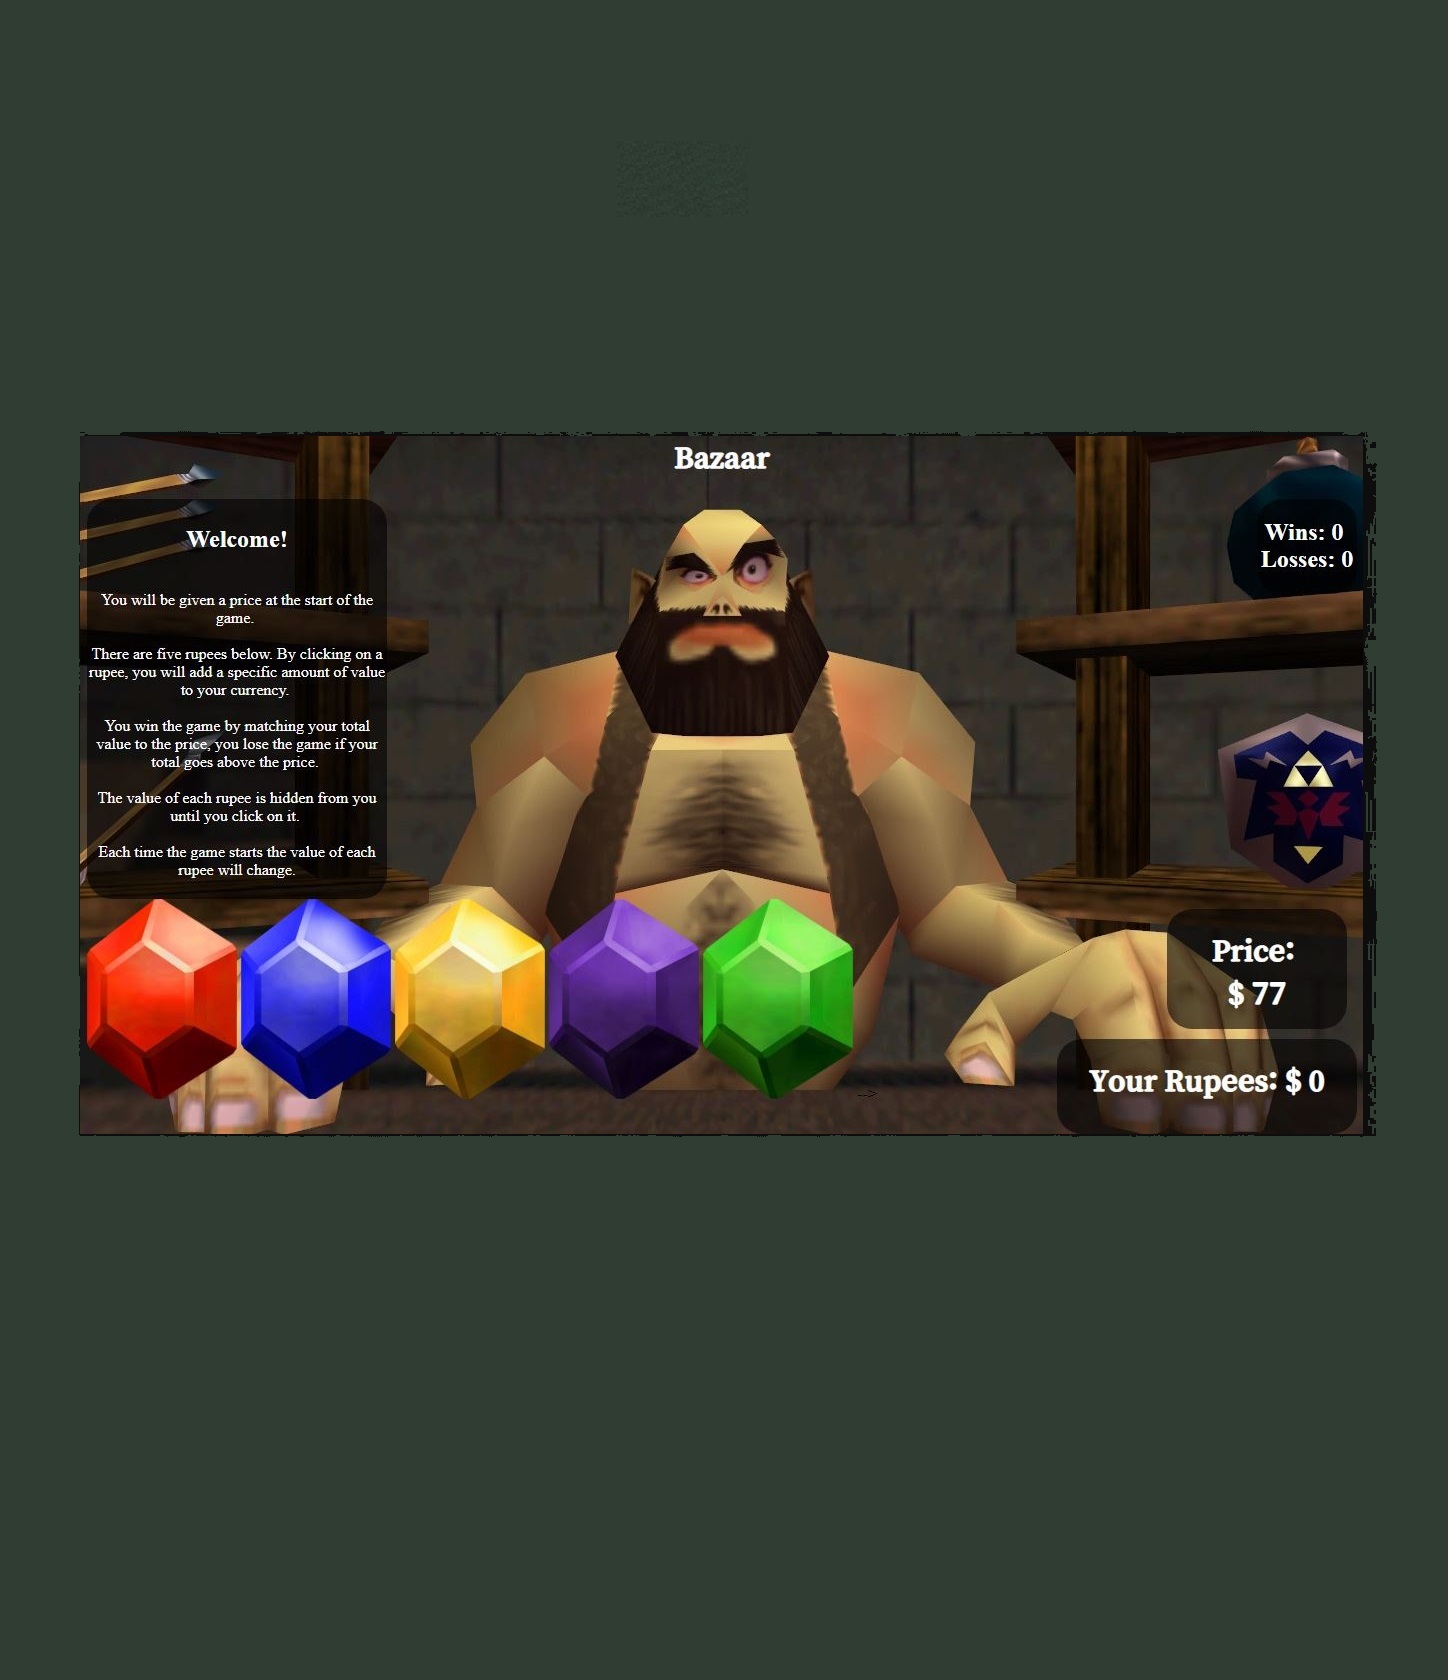 Bazaar
Welcome!
You will be given a price at the start of the
game.
There are five rupees below. By clicking on a
rupee, you will add a specific amount of value
to your currency.
You win the game by matching your total
value to the price, you lose the game if your
total goes above the price.
The value of each rupee is hidden from you
until you click on it.
Each time the game starts the value of each
rupee will change.
Wins: 0
Losses: 0
Price:
$ 77
Your Rupees: $ 0